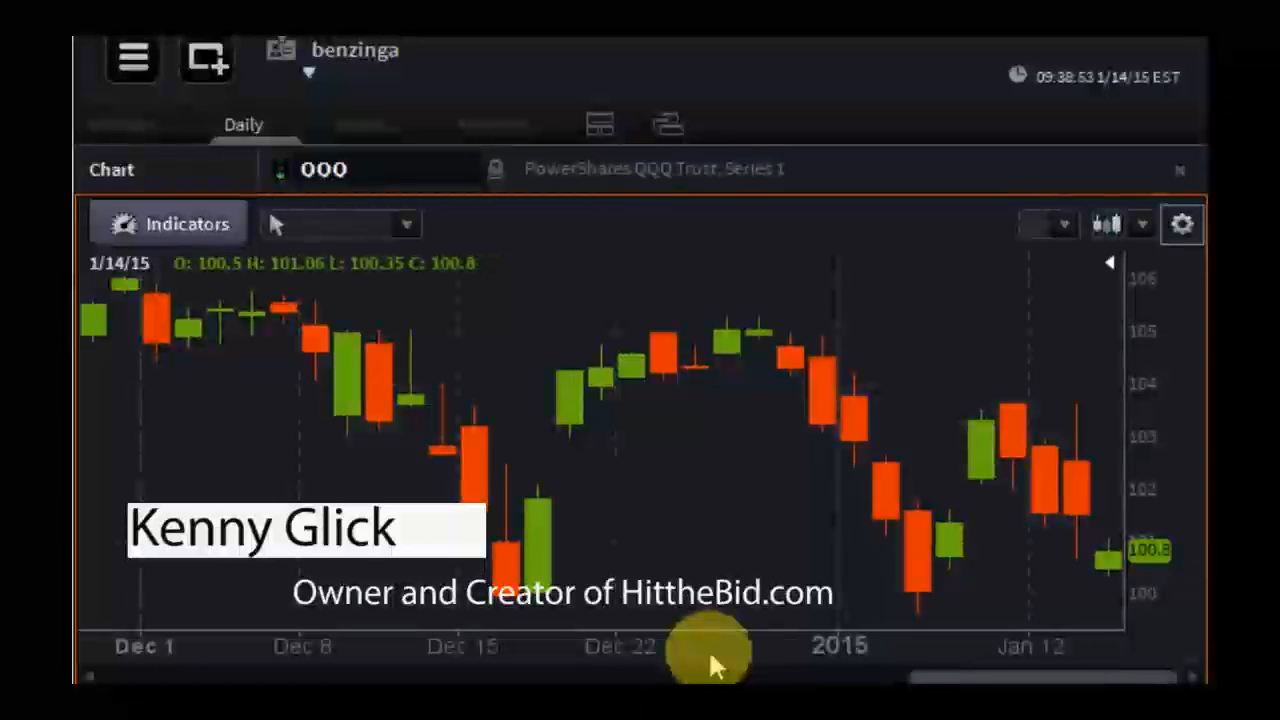 benzinga
09:38:53 1/14/15 EST
Daily
Chart
QQQ
PowerShares QQQ Trust, Series 1
Indicators
1/14/15 O: 100.5 H: 101.06 L: 100.35 C: 100.8
106
105
104
103
102
100.8
100
Kenny Glick
Owner and Creator of HittheBid.com
Dec 1 Dec 8 Dec 15 Dec 22 2015 Jan 12